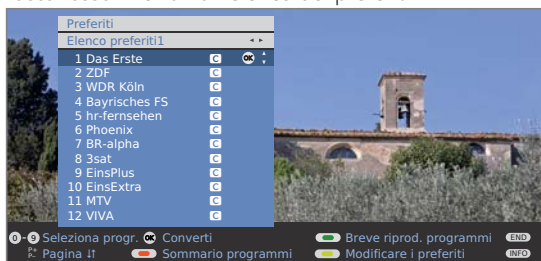 Preferiti
Elenco preferiti1
1 Das Erste C OK
2 ZDF C
3 WDR Köln C
4 Bayrisches FS C
5 hr-fernsehen C
6 Phoenix C
7 BR-alpha C
8 3sat C
9 EinsPlus C
10 EinsExtra C
11 MTV C
12 VIVA C
0-9 Seleziona progr. OK Converti Breve riprod. programmi END
P+ P- Pagina ↓↑ Sommario programmi Modificare i preferiti INFO